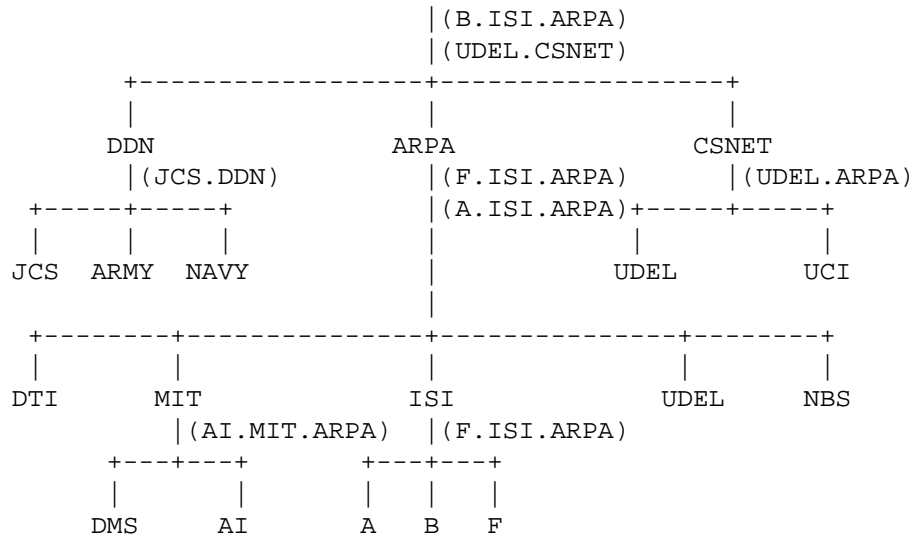 |(B.ISI.ARPA)
|(UDEL.CSNET)
+------------------+------------------+
| | |
DDN ARPA CSNET
|(JCS.DDN) |(F.ISI.ARPA) |(UDEL.ARPA)
+-----+-----+ |(A.ISI.ARPA)+-----+-----+
| | | | | |
JCS ARMY NAVY | UDEL UCI
|
+--------+---------------+---------------+--------+
| | | | |
DTI MIT ISI UDEL NBS
|(AI.MIT.ARPA) |(F.ISI.ARPA)
+---+---+ +---+---+
| | | | |
DMS AI A B F